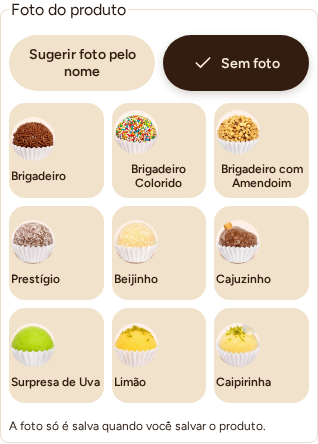 Foto do produto
Sugerir foto pelo
nome
Sem foto
Brigadeiro
Brigadeiro
Colorido
Brigadeiro com
Amendoim
Prestígio
Beijinho
Cajuzinho
Surpresa de Uva
Limão
Caipirinha
A foto só é salva quando você salvar o produto.